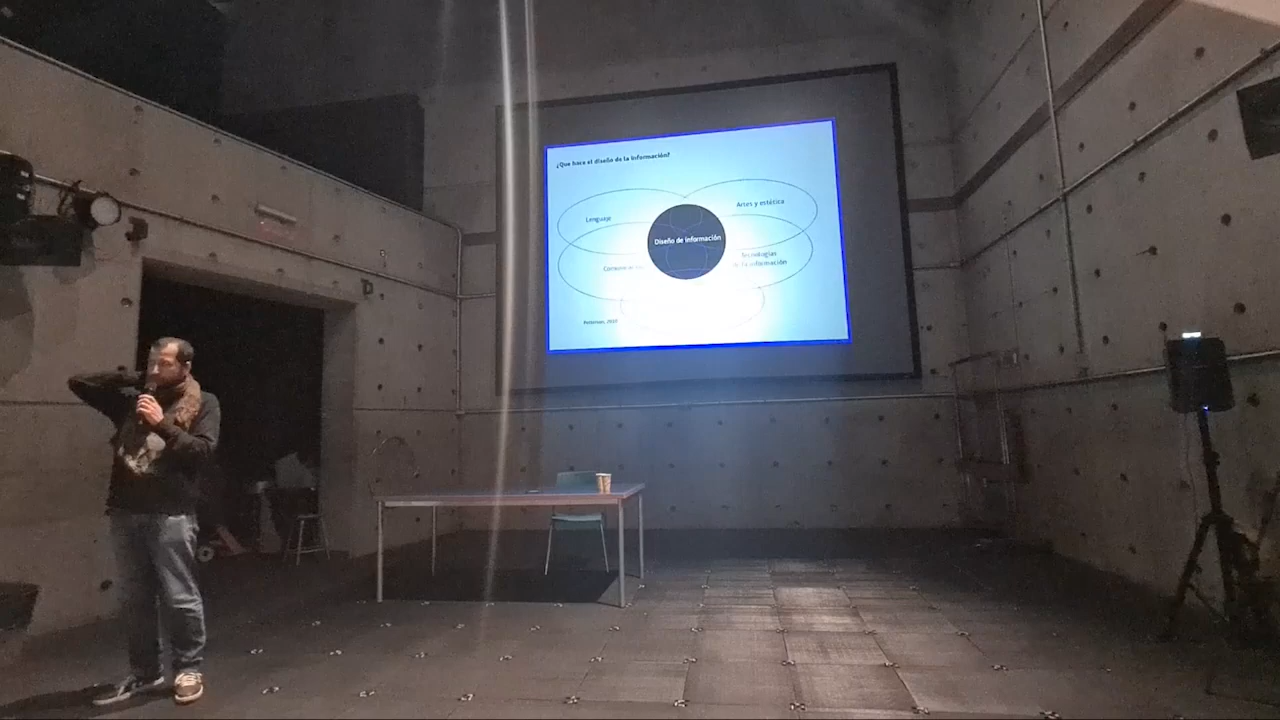 ¿Que hace el diseño de la información?
Lenguaje
Artes y estética
Diseño de información
Tecnologías
de la información